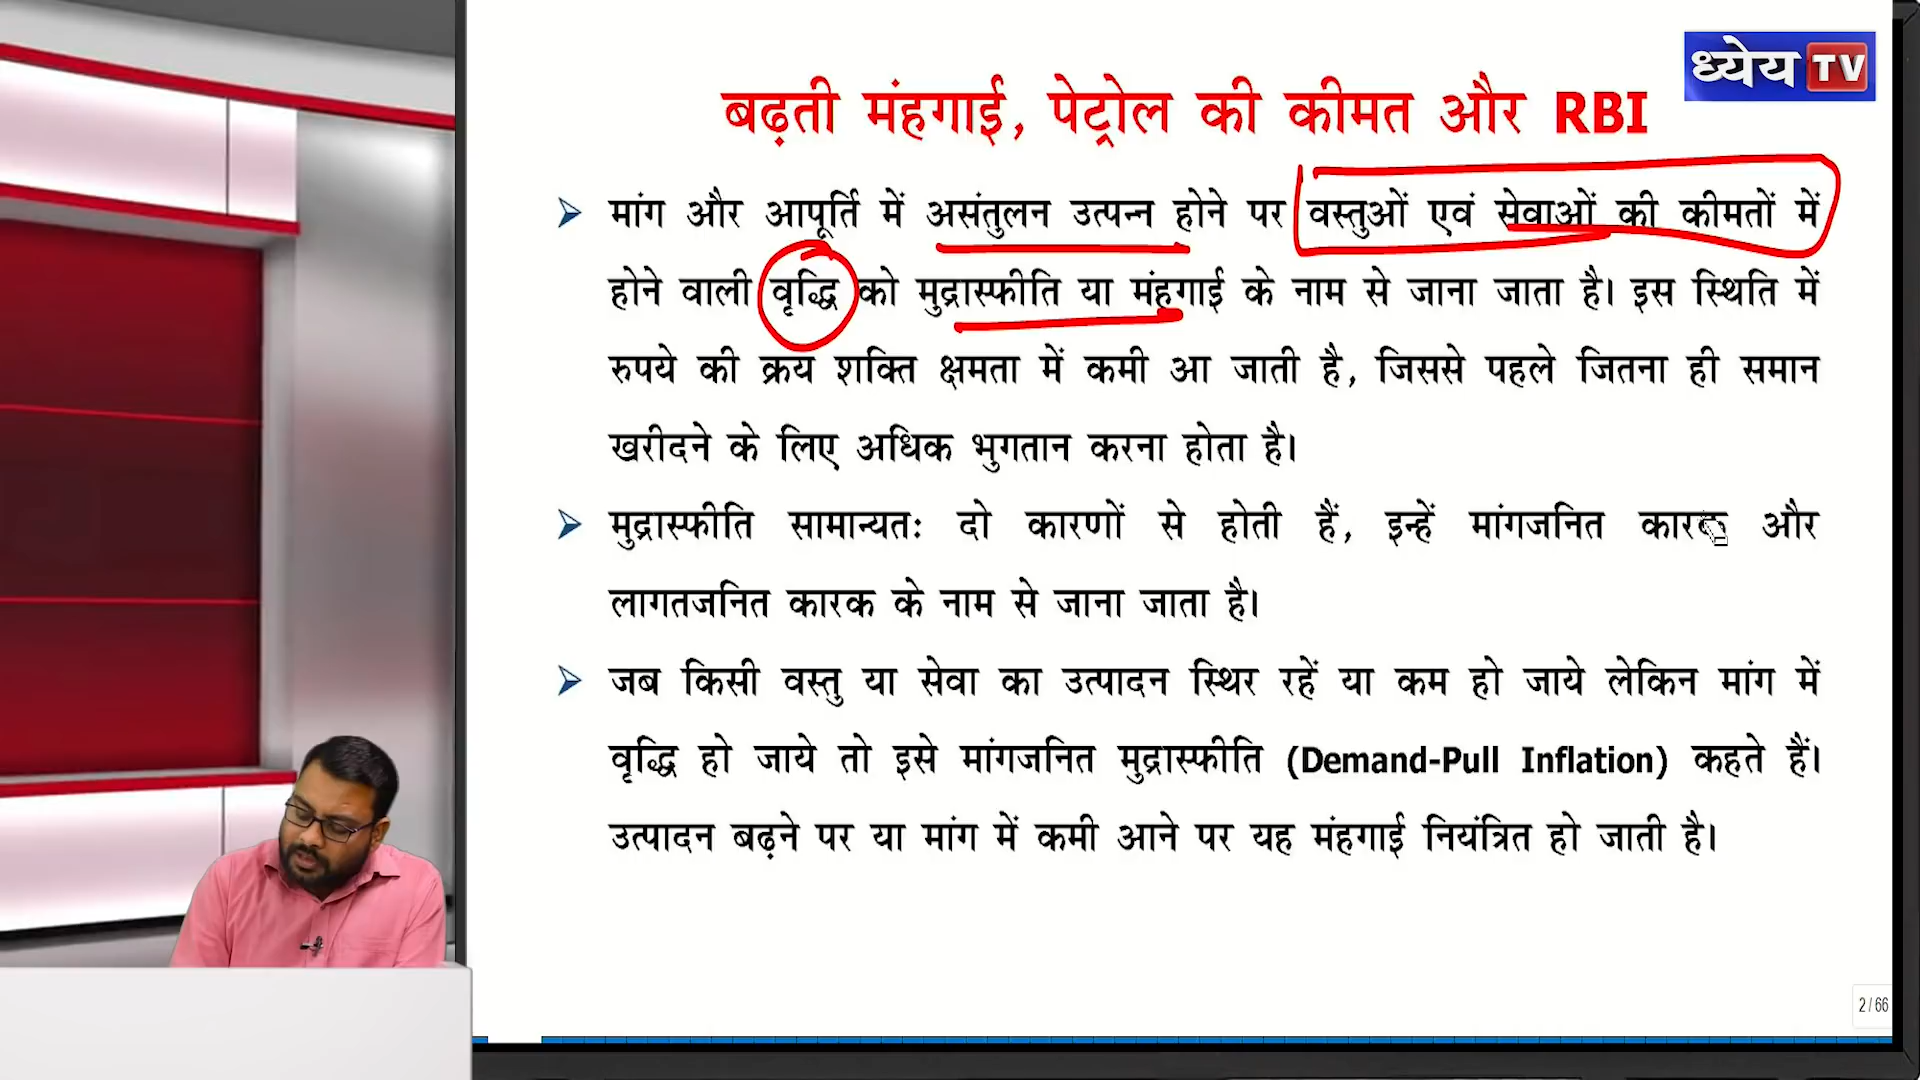 ध्येय TV
बढ़ती मंहगाई, पेट्रोल की कीमत और RBI
मांग और आपूर्ति में असंतुलन उत्पन्न होने पर वस्तुओं एवं सेवाओं की कीमतों में
होने वाली वृद्धि को मुद्रास्फीति या मंहगाई के नाम से जाना जाता है। इस स्थिति में
रुपये की क्रय शक्ति क्षमता में कमी आ जाती है, जिससे पहले जितना ही समान
खरीदने के लिए अधिक भुगतान करना होता है।
मुद्रास्फीति सामान्यतः दो कारणों से होती हैं, इन्हें मांगजनित कारक और
लागतजनित कारक के नाम से जाना जाता है।
जब किसी वस्तु या सेवा का उत्पादन स्थिर रहें या कम हो जाये लेकिन मांग में
वृद्धि हो जाये तो इसे मांगजनित मुद्रास्फीति (Demand-Pull Inflation) कहते हैं।
उत्पादन बढ़ने पर या मांग में कमी आने पर यह मंहगाई नियंत्रित हो जाती है।
2 / 66